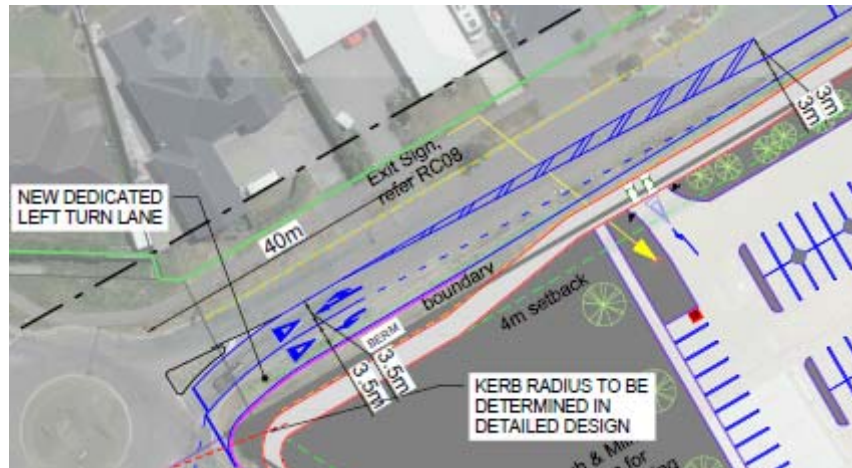 3m
3m
Exit Sign,
refer RC08
NEW DEDICATED
LEFT TURN LANE
40m
boundary
4m setback
BERM
3.5m
3.5m
KERB RADIUS TO BE
DETERMINED IN
DETAILED DESIGN
for